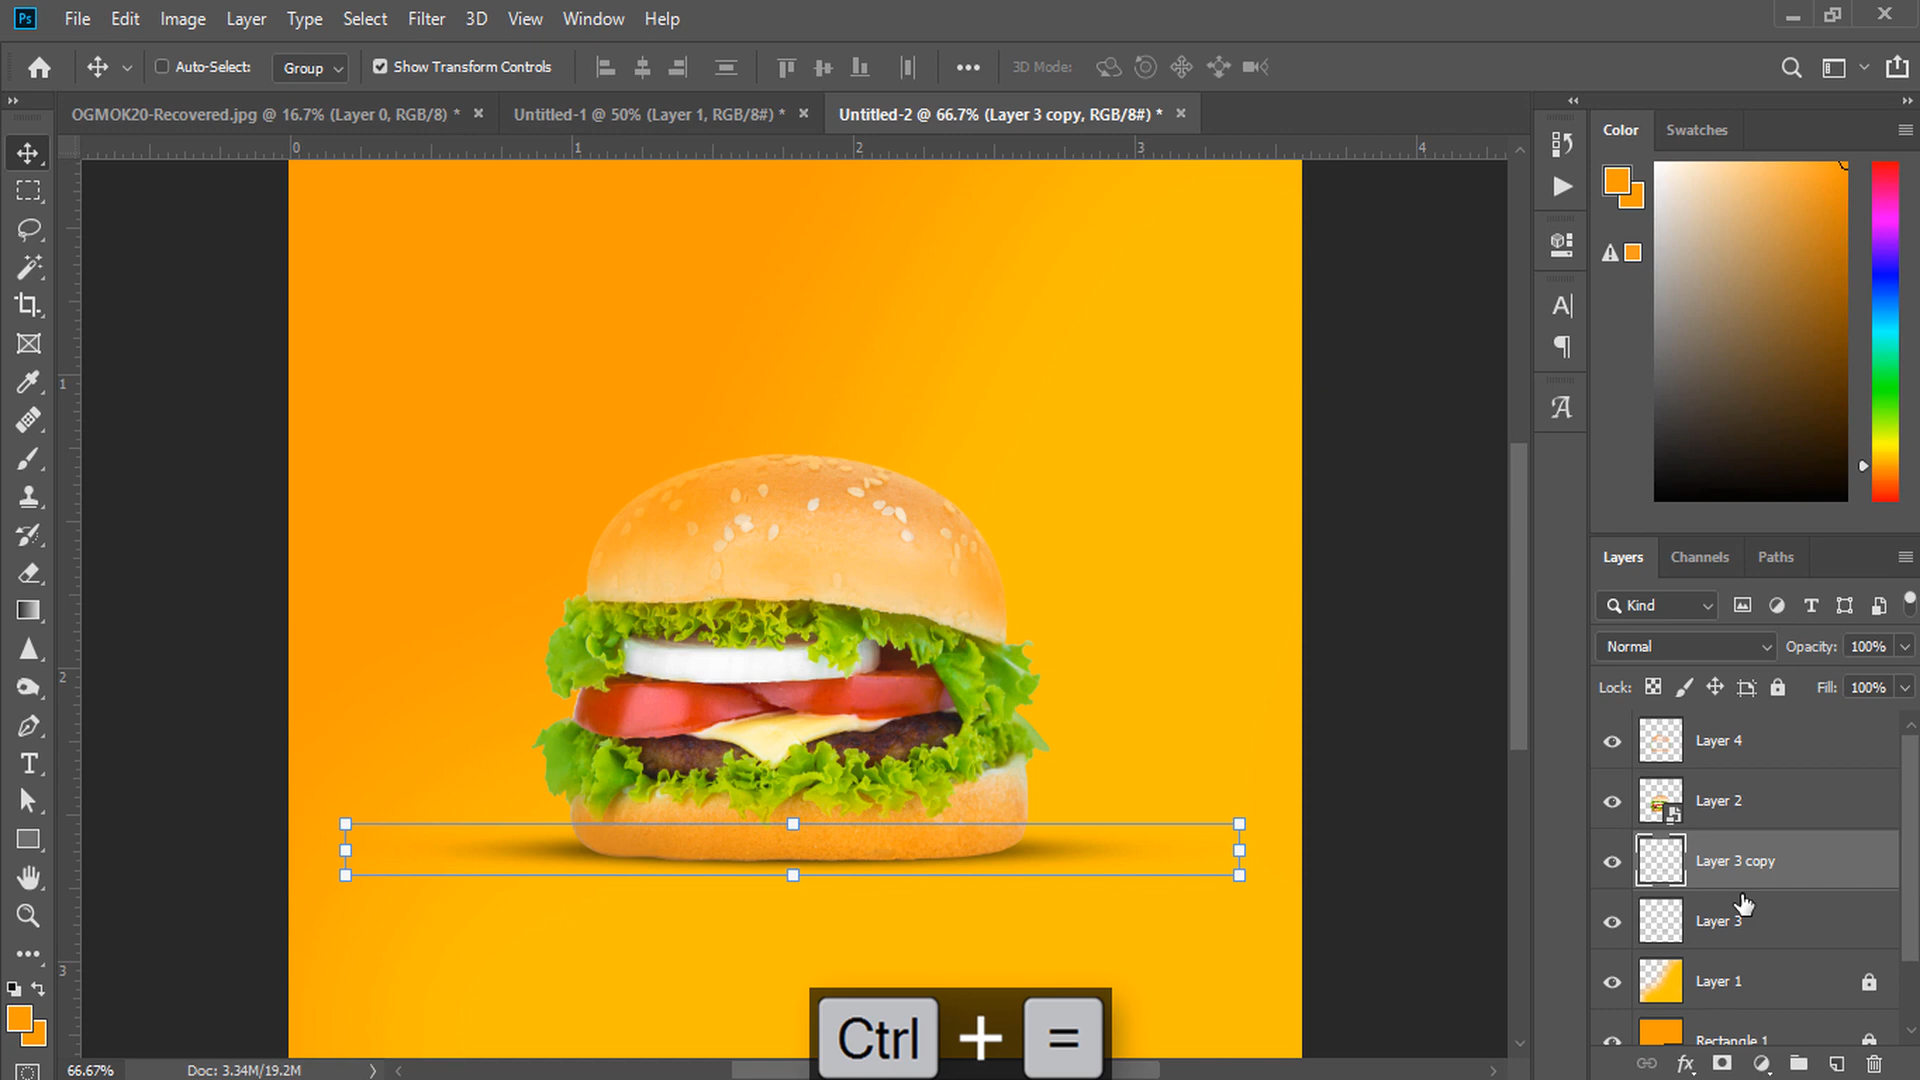 Ps File Edit Image Layer Type Select Filter 3D View Window Help
Auto-Select: Group Show Transform Controls 3D Mode:
OGMOK20-Recovered.jpg @ 16.7% (Layer 0, RGB/8) * Untitled-1 @ 50% (Layer 1, RGB/8#) * Untitled-2 @ 66.7% (Layer 3 copy, RGB/8#) *
Color Swatches
0 1 2 3 4
1
2
3
Layers Channels Paths
Kind
Normal Opacity: 100%
Lock: Fill: 100%
Layer 4
Layer 2
Layer 3 copy
Layer 3
Layer 1
Rectangle 1
Ctrl + =
66.67% Doc: 3.34M/19.2M